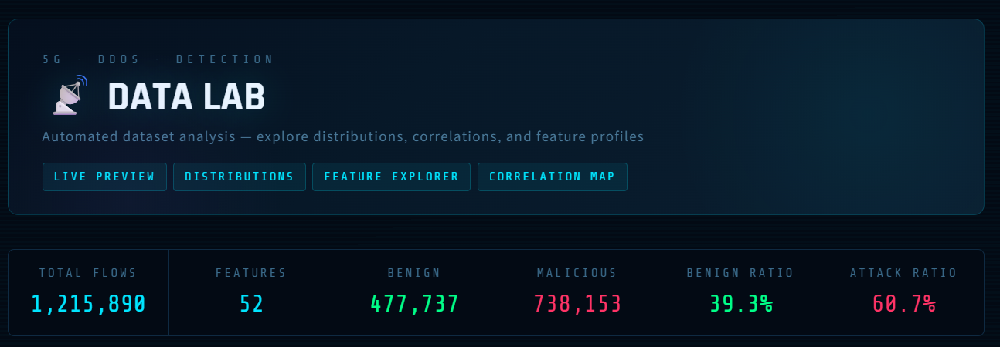 5G · DDOS · DETECTION
DATA LAB
Automated dataset analysis — explore distributions, correlations, and feature profiles
LIVE PREVIEW DISTRIBUTIONS FEATURE EXPLORER CORRELATION MAP
TOTAL FLOWS FEATURES BENIGN MALICIOUS BENIGN RATIO ATTACK RATIO
1,215,890 52 477,737 738,153 39.3% 60.7%